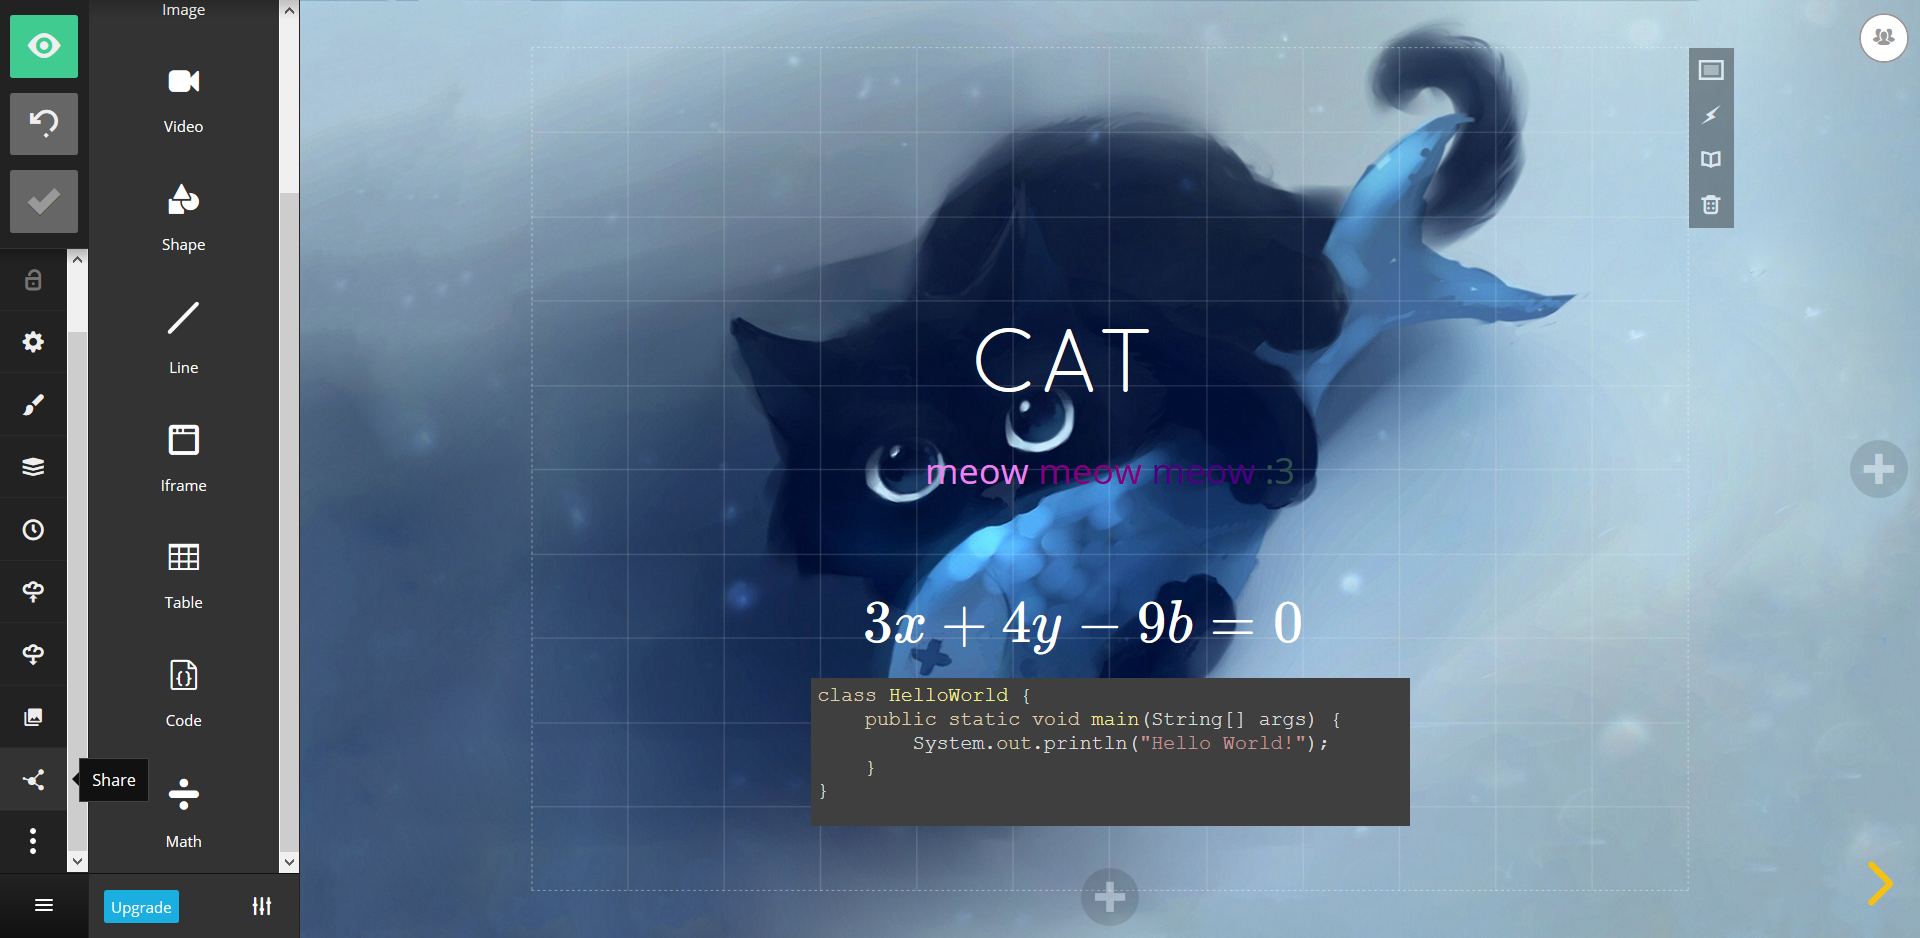 Image
Video
Shape
Line
Iframe
Table
Code
Math
Share
Upgrade
CAT
meow meow meow :3
3x + 4y − 9b = 0
class HelloWorld {
    public static void main(String[] args) {
        System.out.println("Hello World!");
    }
}